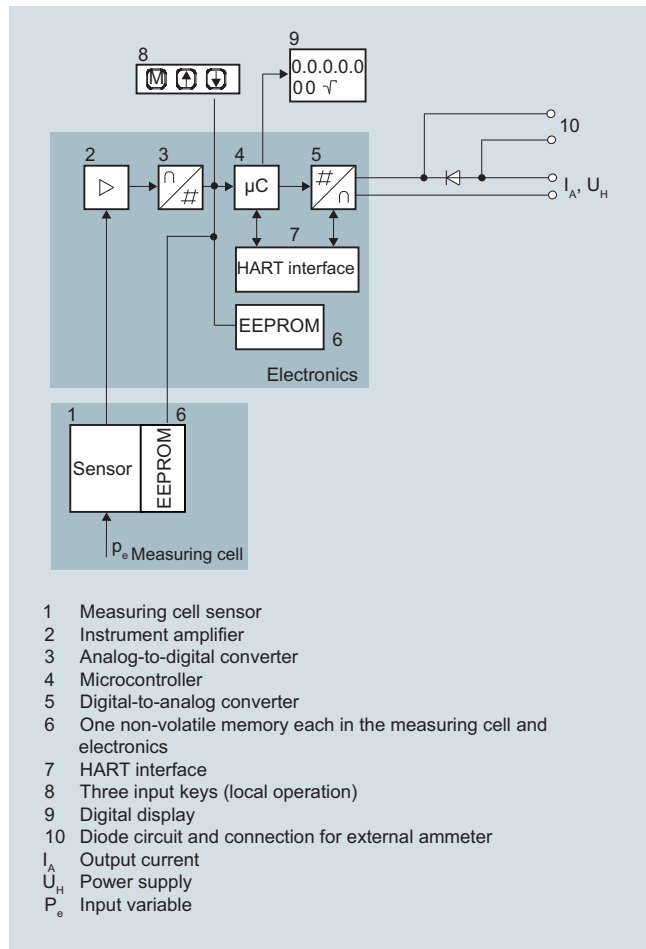 8
M
9
0.0.0.0.0
00 √
10
2
3
4
5
∩
#
µC
#
∩
I_A, U_H
7
HART interface
EEPROM
6
Electronics
1
6
Sensor
EEPROM
p_e Measuring cell
1 Measuring cell sensor
2 Instrument amplifier
3 Analog-to-digital converter
4 Microcontroller
5 Digital-to-analog converter
6 One non-volatile memory each in the measuring cell and
electronics
7 HART interface
8 Three input keys (local operation)
9 Digital display
10 Diode circuit and connection for external ammeter
I_A Output current
U_H Power supply
P_e Input variable